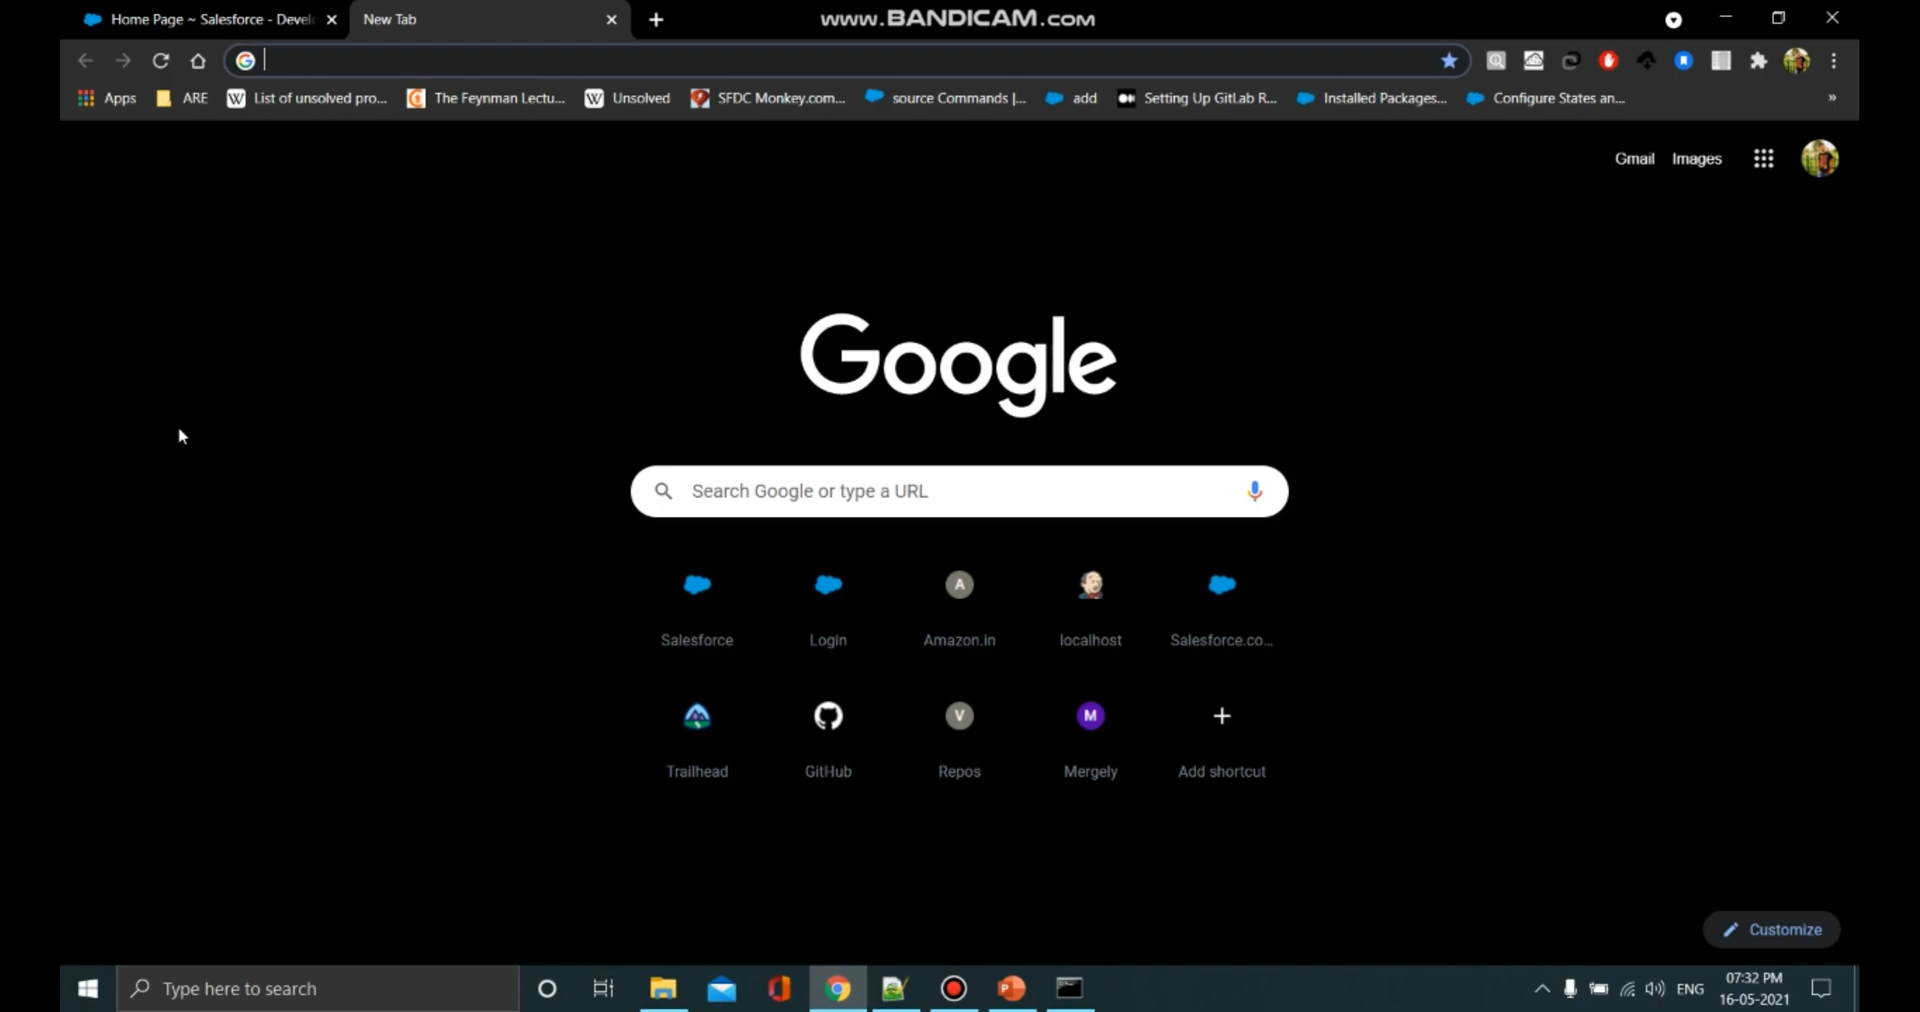 Home Page ~ Salesforce - Devel
New Tab
www.BANDICAM.com
Apps
ARE
List of unsolved pro...
The Feynman Lectu...
Unsolved
SFDC Monkey.com...
source Commands |...
add
Setting Up GitLab R...
Installed Packages...
Configure States an...
»
Gmail
Images
Google
Search Google or type a URL
Salesforce
Login
A
Amazon.in
localhost
Salesforce.co...
Trailhead
GitHub
V
Repos
M
Mergely
Add shortcut
Customize
Type here to search
ENG
07:32 PM
16-05-2021